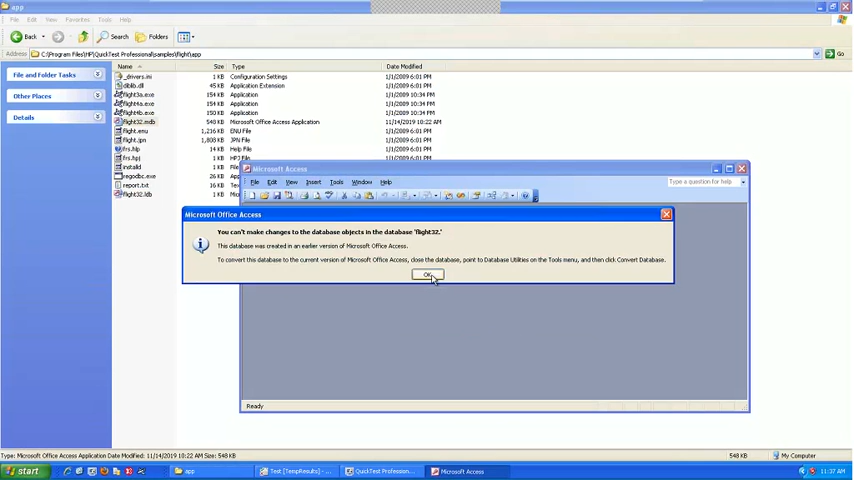 app
File Edit View Favorites Tools Help
Back Search Folders
Address C:\Program Files\HP\QuickTest Professional\samples\flight\app Go
File and Folder Tasks
Other Places
Details
Name Size Type Date Modified
_drivers.ini 1 KB Configuration Settings 1/1/2009 6:01 PM
dblib.dll 45 KB Application Extension 1/1/2009 6:01 PM
flight3a.exe 154 KB Application 1/1/2009 10:34 PM
flight4a.exe 154 KB Application 1/1/2009 10:34 PM
flight4b.exe 172 KB Application 1/1/2009 10:34 PM
flight32.mdb 548 KB Microsoft Office Access Application 11/14/2019 10:22 AM
flight.enu 1,216 KB ENU File 1/1/2009 6:01 PM
flight.jpn 1,808 KB JPN File 1/1/2009 6:01 PM
frs.hlp 14 KB Help File 1/1/2009 6:01 PM
frs.hpj 1 KB
installd 1 KB
regodbc.exe 26 KB
report.txt 16 KB
flight32.ldb 1 KB
Microsoft Access
File Edit View Insert Tools Window Help Type a question for help
Microsoft Office Access
You can't make changes to the database objects in the database 'flight32.'
This database was created in an earlier version of Microsoft Office Access.
To convert this database to the current version of Microsoft Office Access, close the database, point to Database Utilities on the Tools menu, and then click Convert Database.
OK
Ready
Type: Microsoft Office Access Application Date Modified: 11/14/2019 10:22 AM Size: 548 KB 548 KB My Computer
start app Test [TempResults] -... QuickTest Profession... Microsoft Access 11:37 AM